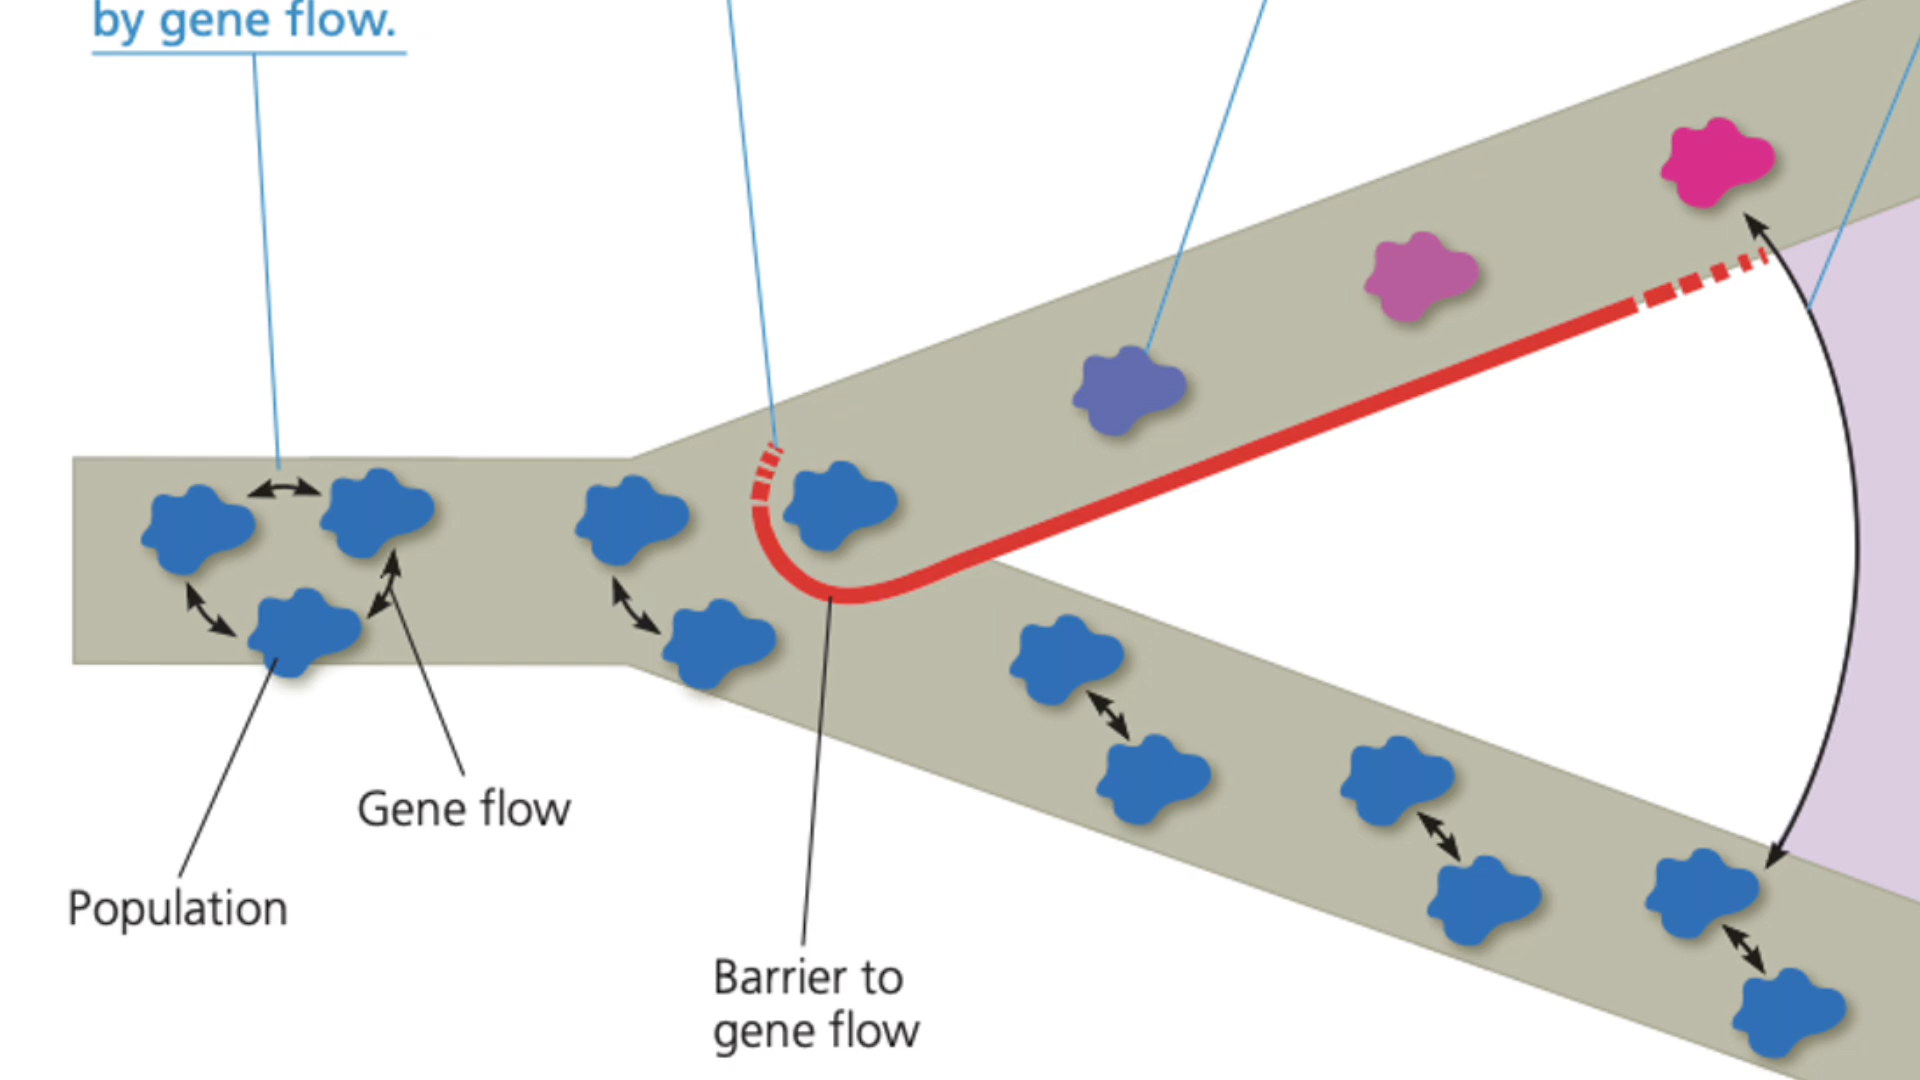 by gene flow.
Gene flow
Population
Barrier to
gene flow